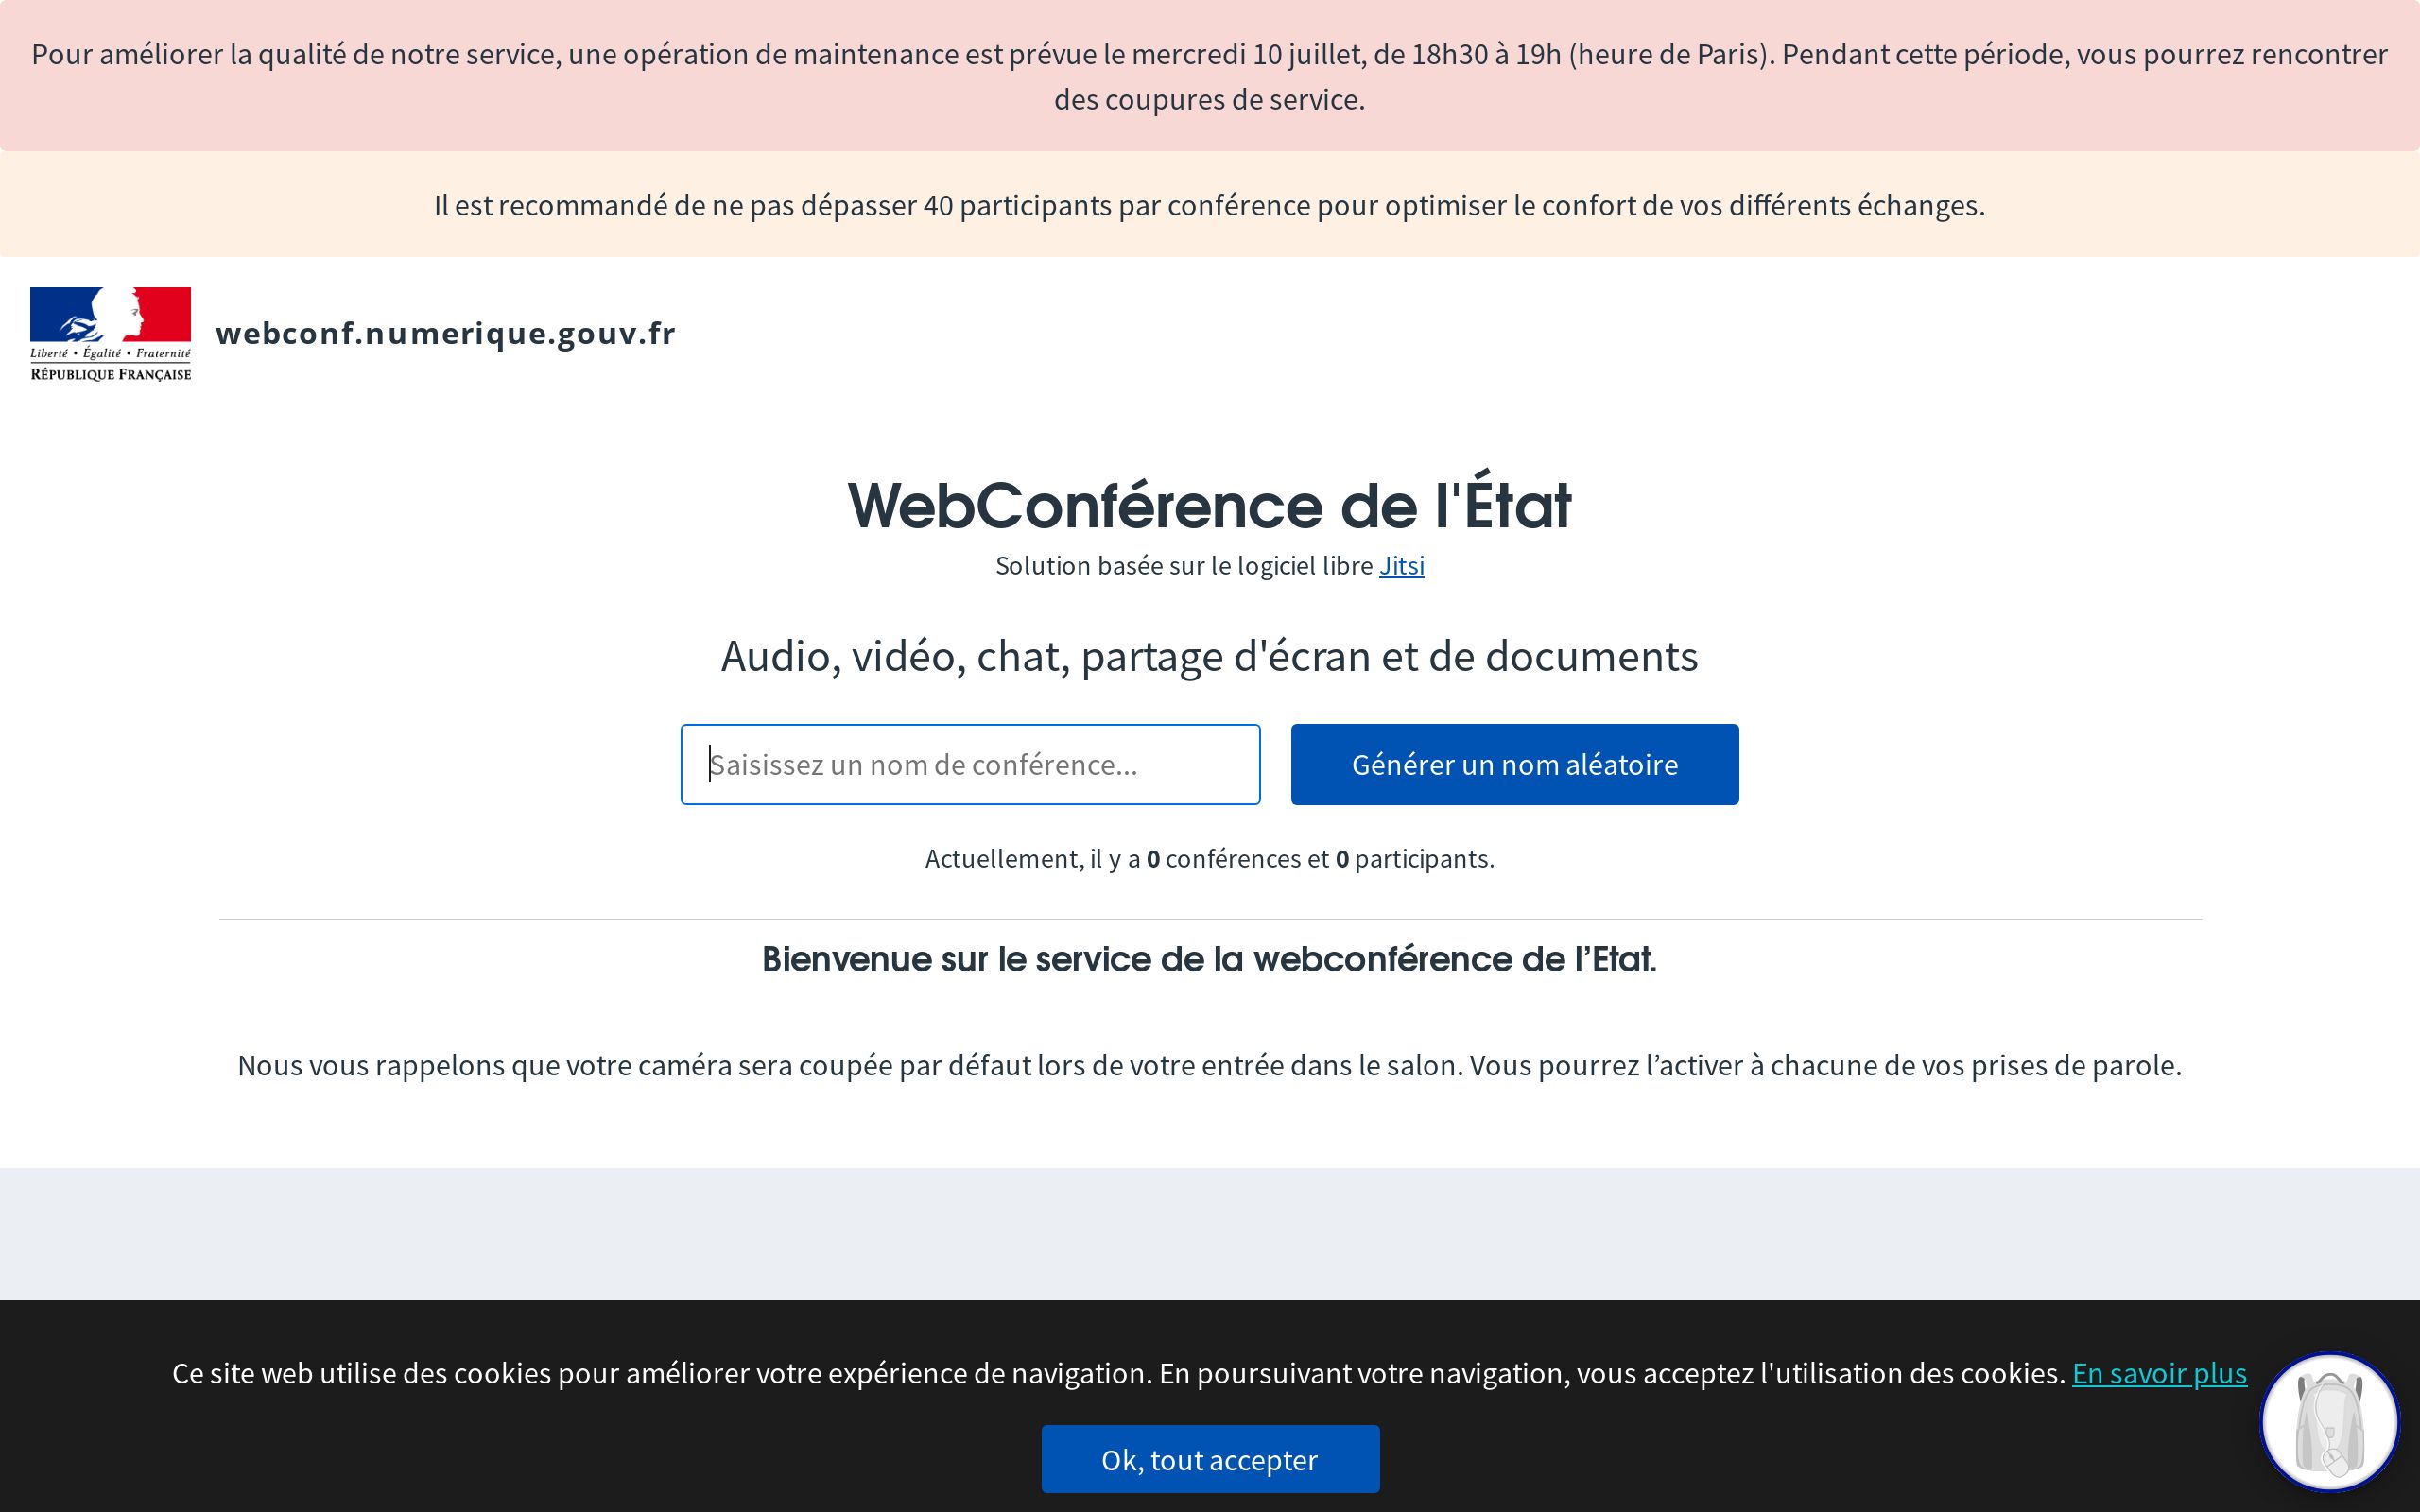 Pour améliorer la qualité de notre service, une opération de maintenance est prévue le mercredi 10 juillet, de 18h30 à 19h (heure de Paris). Pendant cette période, vous pourrez rencontrer
des coupures de service.
Il est recommandé de ne pas dépasser 40 participants par conférence pour optimiser le confort de vos différents échanges.
Liberté • Égalité • Fraternité
RÉPUBLIQUE FRANÇAISE
webconf.numerique.gouv.fr
WebConférence de l'État
Solution basée sur le logiciel libre Jitsi
Audio, vidéo, chat, partage d'écran et de documents
Saisissez un nom de conférence...
Générer un nom aléatoire
Actuellement, il y a 0 conférences et 0 participants.
Bienvenue sur le service de la webconférence de l’Etat.
Nous vous rappelons que votre caméra sera coupée par défaut lors de votre entrée dans le salon. Vous pourrez l’activer à chacune de vos prises de parole.
Ce site web utilise des cookies pour améliorer votre expérience de navigation. En poursuivant votre navigation, vous acceptez l'utilisation des cookies. En savoir plus
Ok, tout accepter